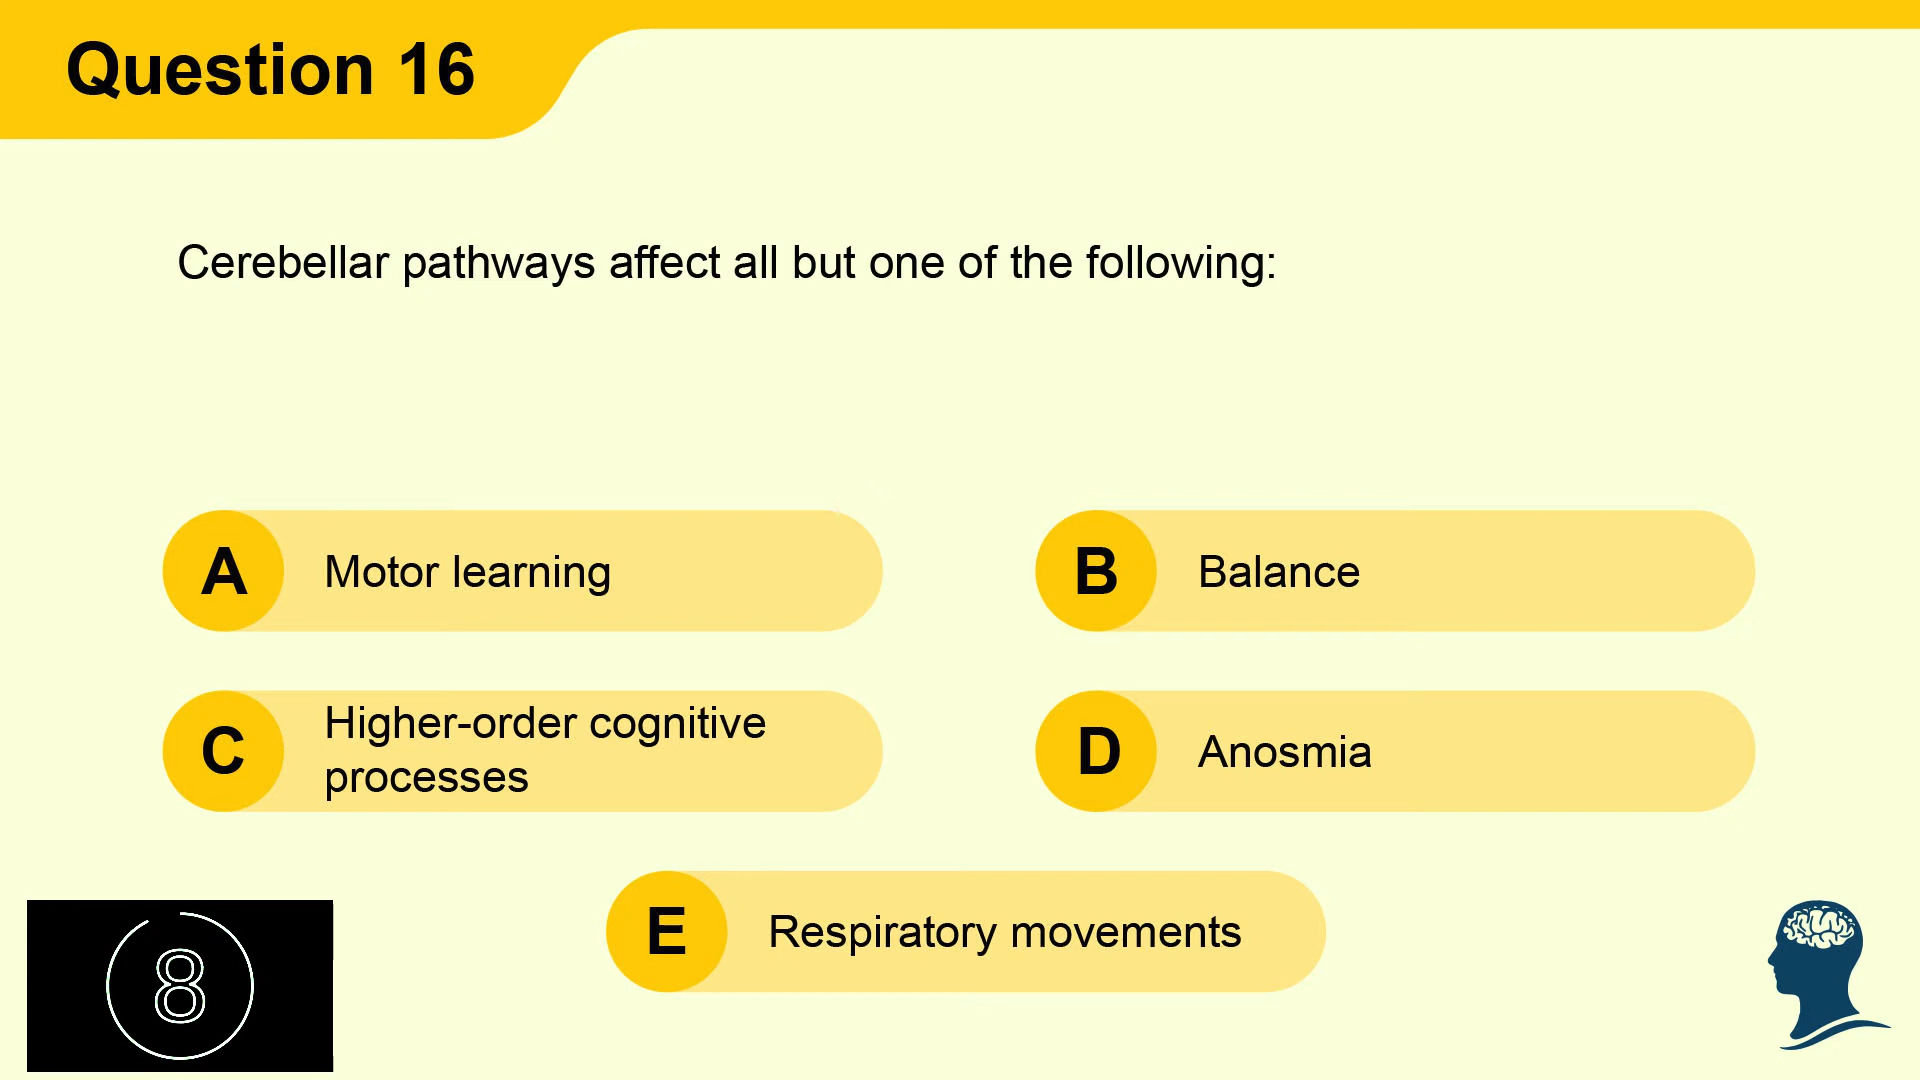 Question 16
Cerebellar pathways affect all but one of the following:
A Motor learning
B Balance
C Higher-order cognitive
processes
D Anosmia
E Respiratory movements
8